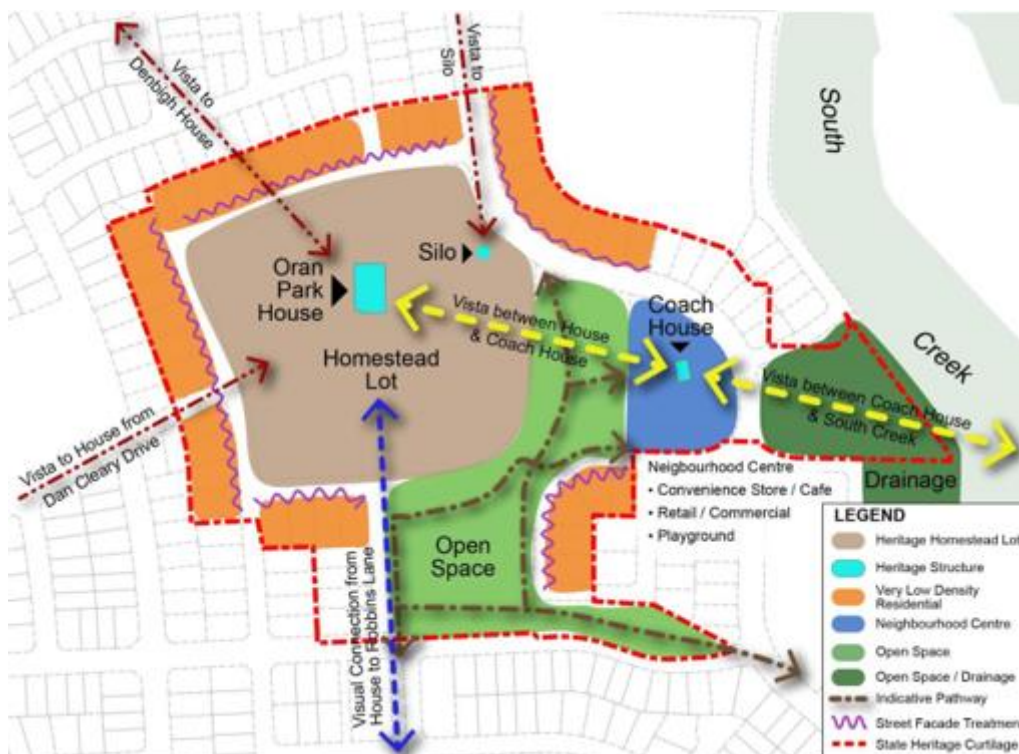 Vista to
Denbigh House
Vista to
Silo
South
Creek
Oran
Park
House
Silo
Homestead
Lot
Vista between House
& Coach House
Coach
House
Vista between Coach House
& South Creek
Vista to House from
Dan Cleary Drive
Visual Connection from
House to Robbins Lane
Open
Space
Neigbourhood Centre
• Convenience Store / Cafe
• Retail / Commercial
• Playground
Drainage
LEGEND
Heritage Homestead Lot
Heritage Structure
Very Low Density
Residential
Neighbourhood Centre
Open Space
Open Space / Drainage
Indicative Pathway
Street Facade Treatment
State Heritage Curtilage